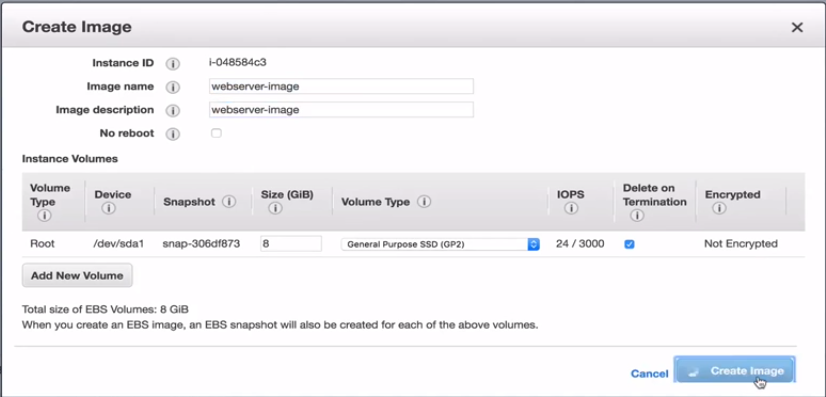 Create Image
Instance ID i-048584c3
Image name webserver-image
Image description webserver-image
No reboot
Instance Volumes
Volume Type Device Snapshot Size (GiB) Volume Type IOPS Delete on Termination Encrypted
Root /dev/sda1 snap-306df873 8 General Purpose SSD (GP2) 24 / 3000 Not Encrypted
Add New Volume
Total size of EBS Volumes: 8 GiB
When you create an EBS image, an EBS snapshot will also be created for each of the above volumes.
Cancel Create Image